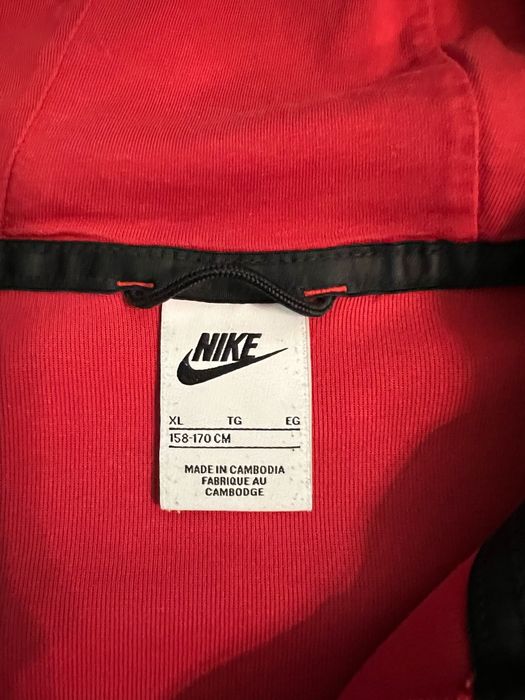 NIKE
XL TG EG
158-170 CM
MADE IN CAMBODIA
FABRIQUE AU
CAMBODGE